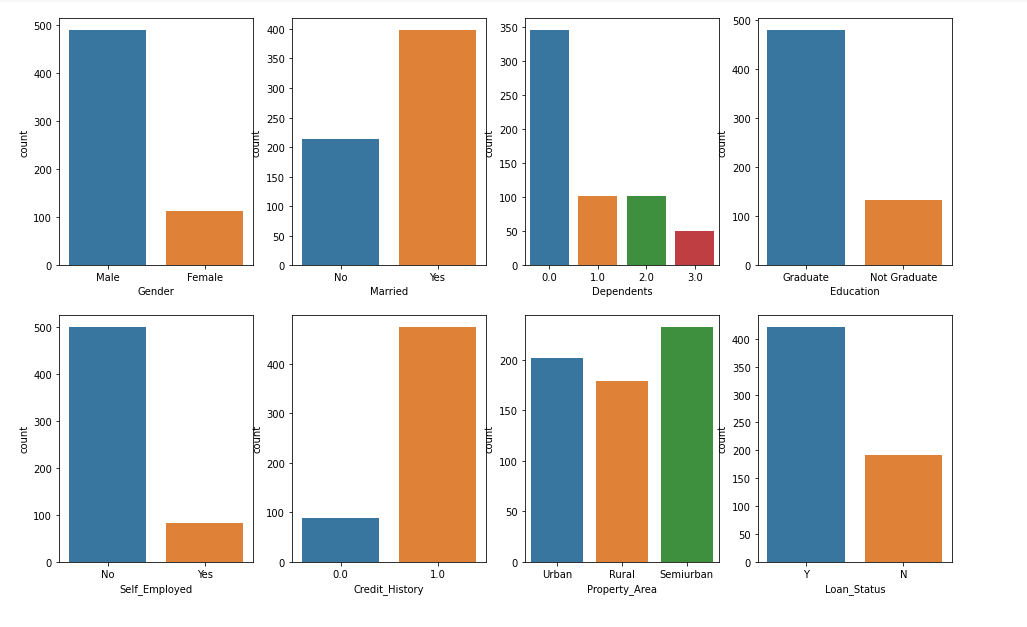 500
400
300
200
100
0
count
Male Female
Gender
400
350
300
250
200
150
100
50
0
count
No Yes
Married
350
300
250
200
150
100
50
0
count
0.0 1.0 2.0 3.0
Dependents
500
400
300
200
100
0
count
Graduate Not Graduate
Education
500
400
300
200
100
0
count
No Yes
Self_Employed
400
300
200
100
0
count
0.0 1.0
Credit_History
200
150
100
50
0
count
Urban Rural Semiurban
Property_Area
400
350
300
250
200
150
100
50
0
count
Y N
Loan_Status